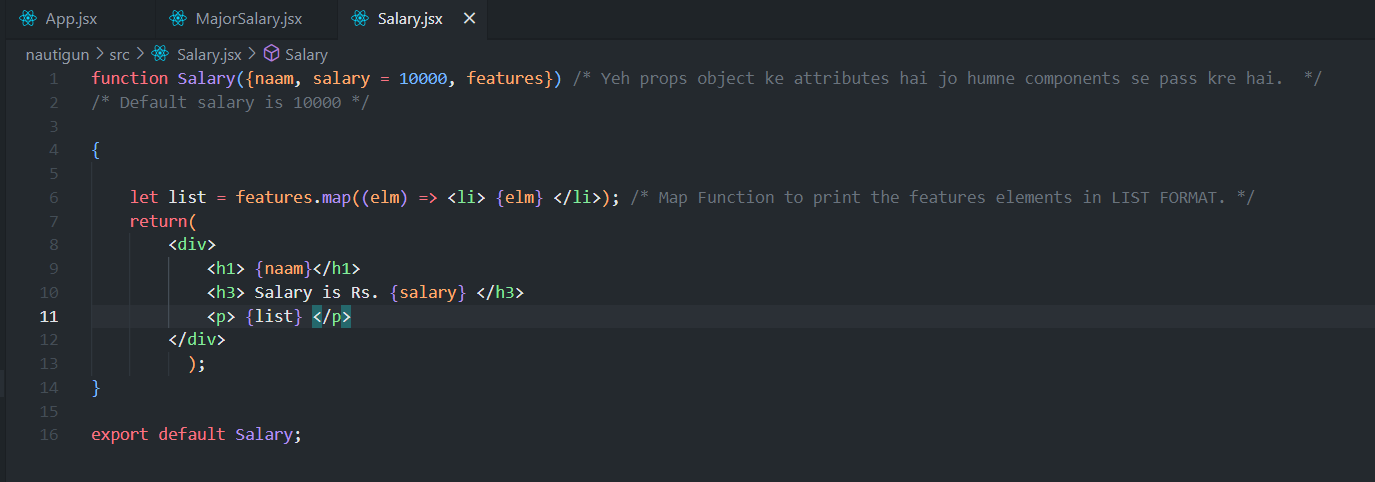 App.jsx MajorSalary.jsx Salary.jsx ×
nautigun > src > Salary.jsx > Salary
1 function Salary({naam, salary = 10000, features}) /* Yeh props object ke attributes hai jo humne components se pass kre hai.  */
2 /* Default salary is 10000 */
3
4 {
5
6     let list = features.map((elm) => <li> {elm} </li>); /* Map Function to print the features elements in LIST FORMAT. */
7     return(
8         <div>
9             <h1> {naam}</h1>
10             <h3> Salary is Rs. {salary} </h3>
11             <p> {list} </p>
12         </div>
13           );
14 }
15
16 export default Salary;